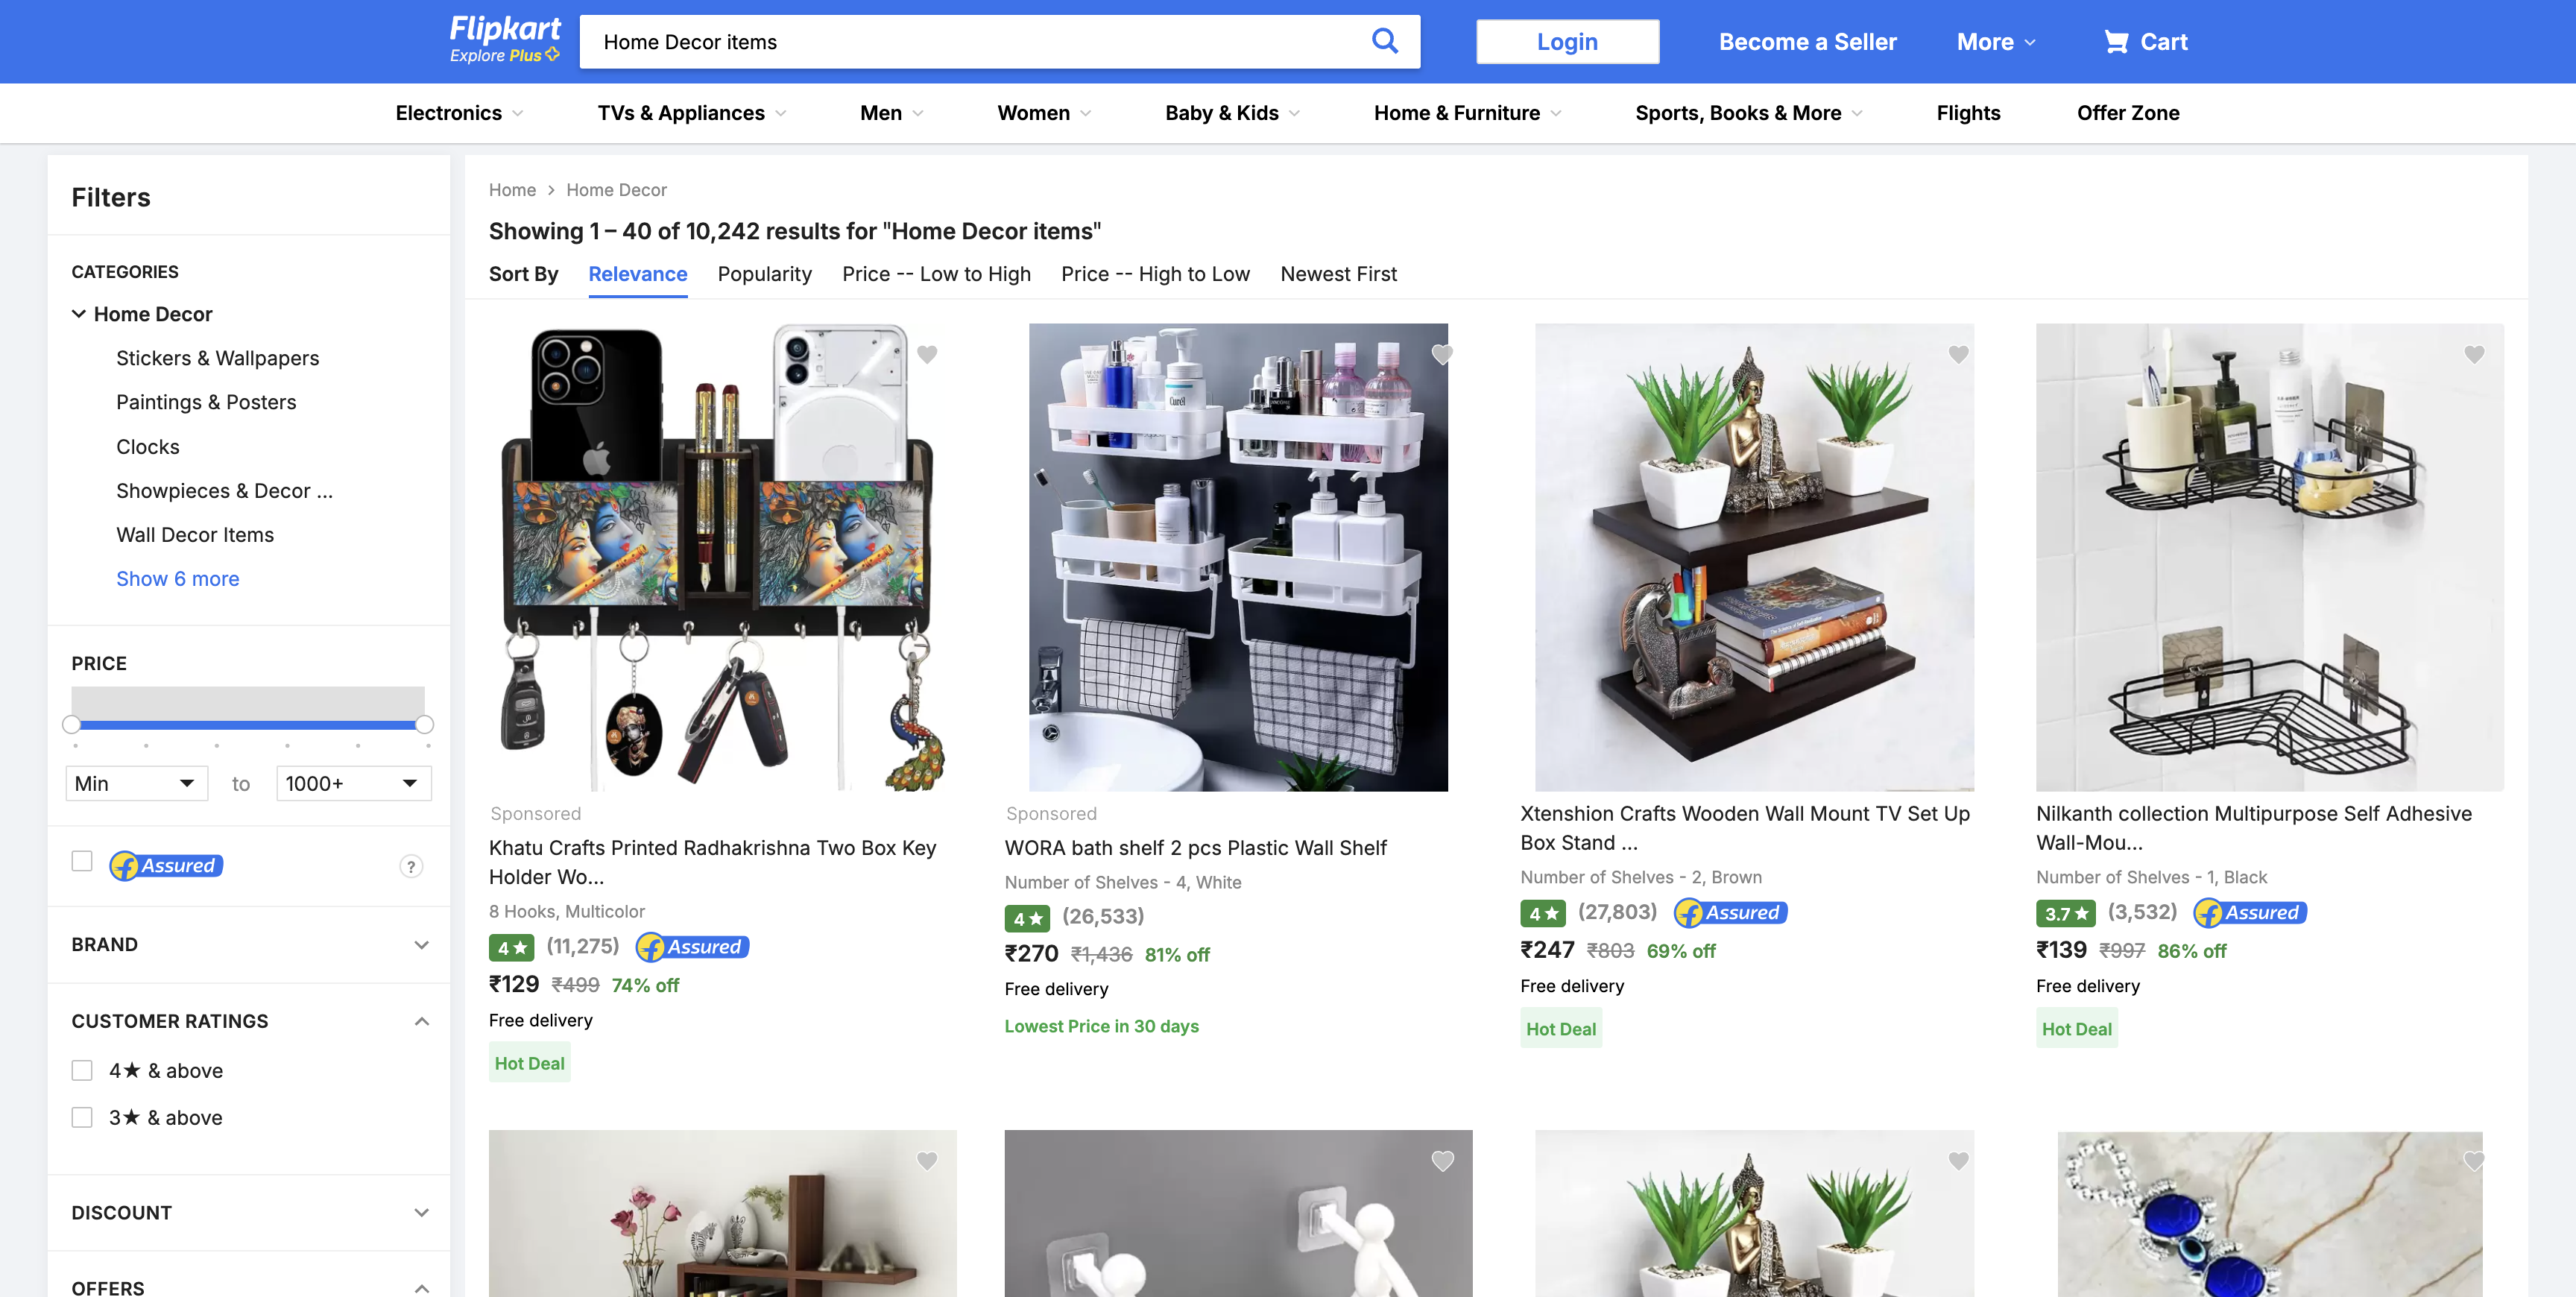 Flipkart
Explore Plus
Home Decor items
Login
Become a Seller
More
Cart
Electronics
TVs & Appliances
Men
Women
Baby & Kids
Home & Furniture
Sports, Books & More
Flights
Offer Zone
Filters
CATEGORIES
Home Decor
Stickers & Wallpapers
Paintings & Posters
Clocks
Showpieces & Decor ...
Wall Decor Items
Show 6 more
PRICE
Min
to
1000+
Assured
?
BRAND
CUSTOMER RATINGS
4★ & above
3★ & above
DISCOUNT
OFFERS
Home
Home Decor
Showing 1 – 40 of 10,242 results for "Home Decor items"
Sort By
Relevance
Popularity
Price -- Low to High
Price -- High to Low
Newest First
Sponsored
Khatu Crafts Printed Radhakrishna Two Box Key
Holder Wo...
8 Hooks, Multicolor
4★ (11,275) Assured
₹129 ₹499 74% off
Free delivery
Hot Deal
Curél
Sponsored
WORA bath shelf 2 pcs Plastic Wall Shelf
Number of Shelves - 4, White
4★ (26,533)
₹270 ₹1,436 81% off
Free delivery
Lowest Price in 30 days
Xtenshion Crafts Wooden Wall Mount TV Set Up
Box Stand ...
Number of Shelves - 2, Brown
4★ (27,803) Assured
₹247 ₹803 69% off
Free delivery
Hot Deal
Nilkanth collection Multipurpose Self Adhesive
Wall-Mou...
Number of Shelves - 1, Black
3.7★ (3,532) Assured
₹139 ₹997 86% off
Free delivery
Hot Deal